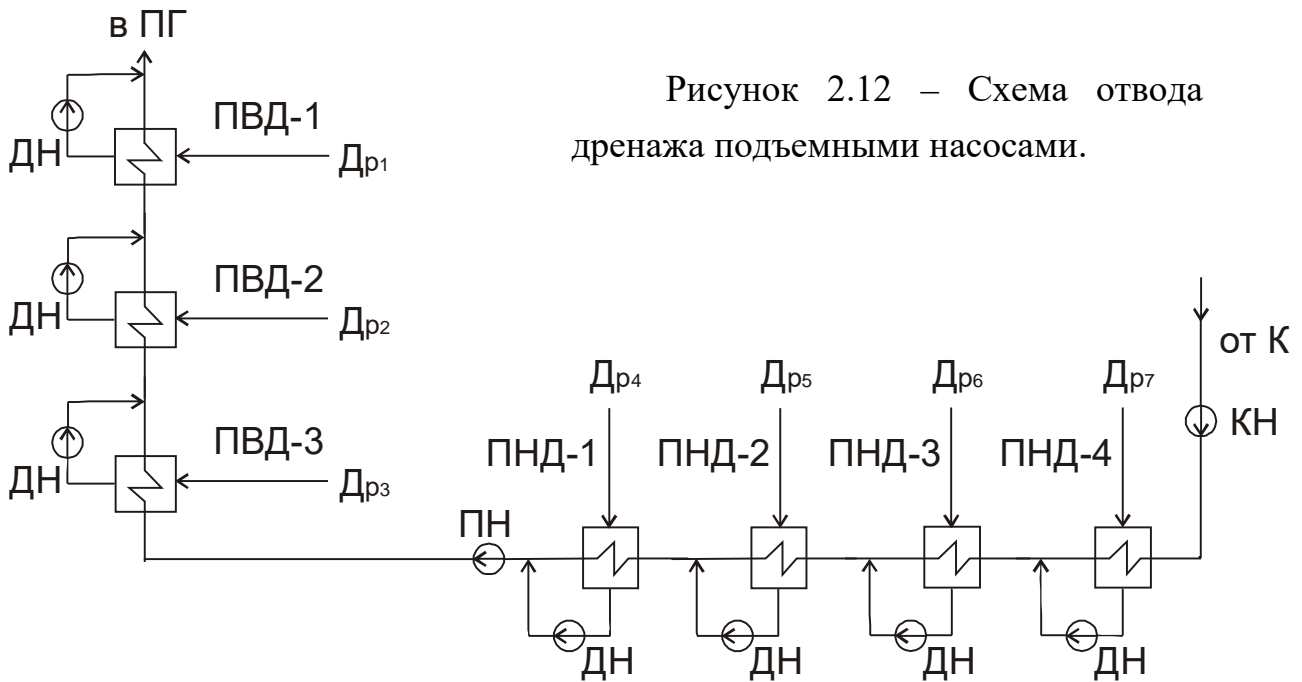 в ПГ
Рисунок 2.12 – Схема отвода
дренажа подъемными насосами.
ПВД-1
ДН
Др1
ПВД-2
ДН
Др2
от К
Др4
Др5
Др6
Др7
КН
ПВД-3
ПНД-1
ПНД-2
ПНД-3
ПНД-4
ДН
Др3
ПН
ДН
ДН
ДН
ДН